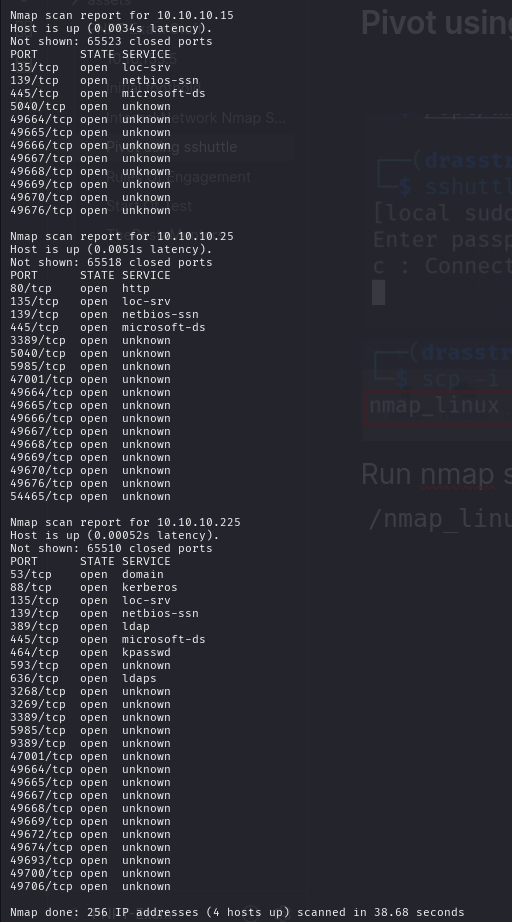 assets
Nmap scan report for 10.10.10.15
Host is up (0.0034s latency).
Not shown: 65523 closed ports
PORT      STATE SERVICE
135/tcp   open  loc-srv
139/tcp   open  netbios-ssn
445/tcp   open  microsoft-ds
5040/tcp  open  unknown
49664/tcp open  unknown
49665/tcp open  unknown
49666/tcp open  unknown
49667/tcp open  unknown
49668/tcp open  unknown
49669/tcp open  unknown
49670/tcp open  unknown
49676/tcp open  unknown
Nmap scan report for 10.10.10.25
Host is up (0.0051s latency).
Not shown: 65518 closed ports
PORT      STATE SERVICE
80/tcp    open  http
135/tcp   open  loc-srv
139/tcp   open  netbios-ssn
445/tcp   open  microsoft-ds
3389/tcp  open  unknown
5040/tcp  open  unknown
5985/tcp  open  unknown
47001/tcp open  unknown
49664/tcp open  unknown
49665/tcp open  unknown
49666/tcp open  unknown
49667/tcp open  unknown
49668/tcp open  unknown
49669/tcp open  unknown
49670/tcp open  unknown
49676/tcp open  unknown
54465/tcp open  unknown
Nmap scan report for 10.10.10.225
Host is up (0.00052s latency).
Not shown: 65510 closed ports
PORT      STATE SERVICE
53/tcp    open  domain
88/tcp    open  kerberos
135/tcp   open  loc-srv
139/tcp   open  netbios-ssn
389/tcp   open  ldap
445/tcp   open  microsoft-ds
464/tcp   open  kpasswd
593/tcp   open  unknown
636/tcp   open  ldaps
3268/tcp  open  unknown
3269/tcp  open  unknown
3389/tcp  open  unknown
5985/tcp  open  unknown
9389/tcp  open  unknown
47001/tcp open  unknown
49664/tcp open  unknown
49665/tcp open  unknown
49667/tcp open  unknown
49668/tcp open  unknown
49669/tcp open  unknown
49672/tcp open  unknown
49674/tcp open  unknown
49693/tcp open  unknown
49700/tcp open  unknown
49706/tcp open  unknown
Nmap done: 256 IP addresses (4 hosts up) scanned in 38.68 seconds
Network Nmap S...
Pivot using sshuttle
Engagement
Pivot using
(drasstr
$ sshuttl
[local sudo
Enter passp
c : Connect
(drasstr
$ scp -i
nmap_linux
Run nmap s
/nmap_linu